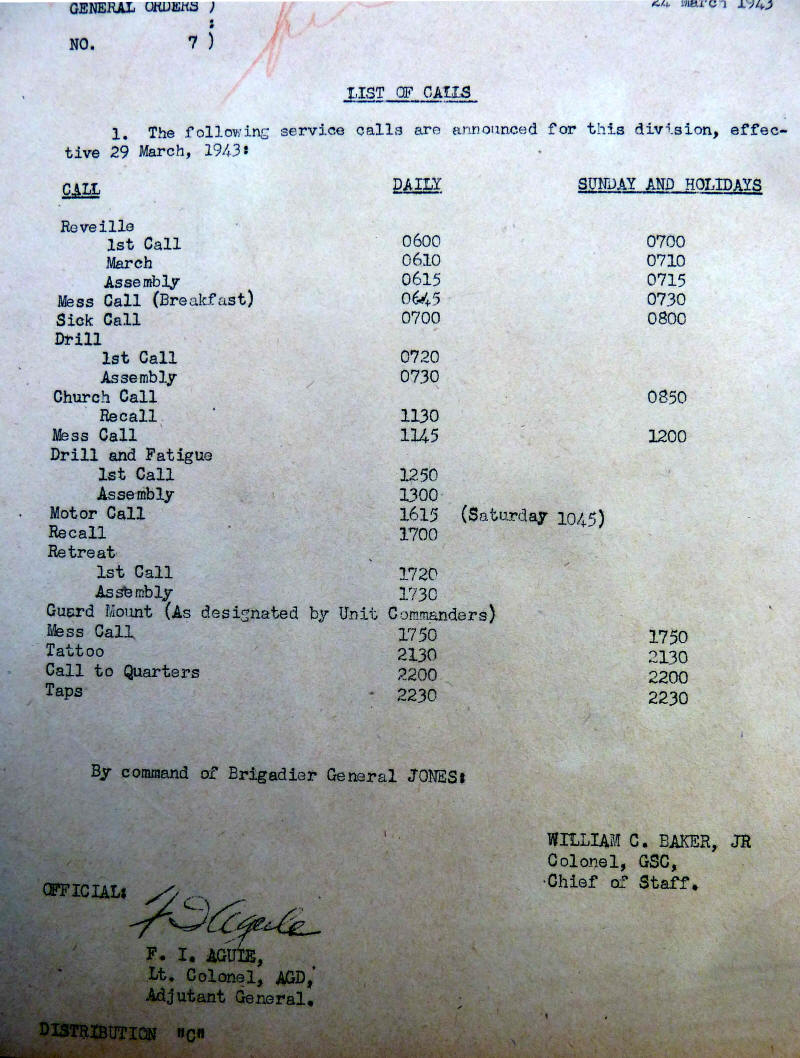 GENERAL ORDERS )
:
NO. 7 )
24 March 1943
LIST OF CALLS
1. The following service calls are announced for this division, effec-
tive 29 March, 1943:
CALL DAILY SUNDAY AND HOLIDAYS
Reveille
1st Call 0600 0700
March 0610 0710
Assembly 0615 0715
Mess Call (Breakfast) 0645 0730
Sick Call 0700 0800
Drill
1st Call 0720
Assembly 0730
Church Call 0850
Recall 1130
Mess Call 1145 1200
Drill and Fatigue
1st Call 1250
Assembly 1300
Motor Call 1615 (Saturday 1045)
Recall 1700
Retreat
1st Call 1720
Assembly 1730
Guard Mount (As designated by Unit Commanders)
Mess Call 1750 1750
Tattoo 2130 2130
Call to Quarters 2200 2200
Taps 2230 2230
By command of Brigadier General JONES:
WILLIAM C. BAKER, JR
Colonel, GSC,
Chief of Staff.
OFFICIAL:
F. I. AGULE,
Lt. Colonel, AGD,
Adjutant General.
DISTRIBUTION "C"